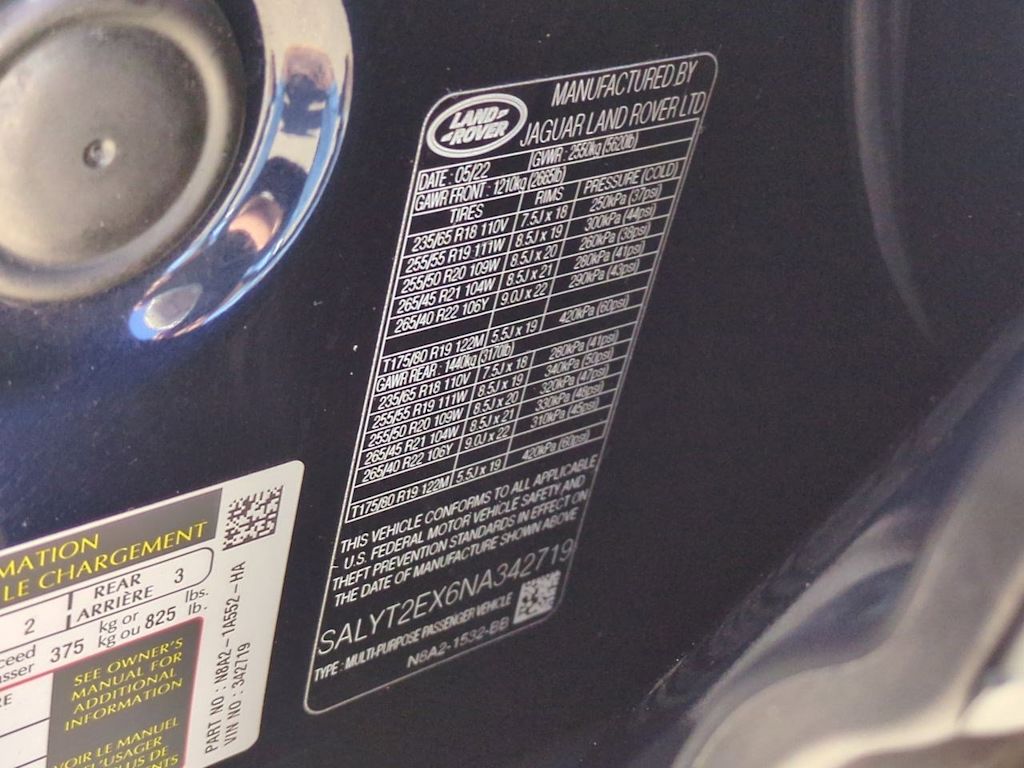 LAND ROVER
MANUFACTURED BY
JAGUAR LAND ROVER LTD
DATE : 05/22 GVWR : 2550kg (5620lb)
GAWR FRONT : 1210kg (2668lb)
TIRES RIMS PRESSURE (COLD)
235/65 R18 110V 7.5J x 18 250kPa (37psi)
255/55 R19 111W 8.5J x 19 300kPa (44psi)
255/50 R20 109W 8.5J x 20 260kPa (38psi)
265/45 R21 104W 8.5J x 21 280kPa (41psi)
265/40 R22 106Y 9.0J x 22 290kPa (43psi)
T175/80 R19 122M 5.5J x 19 420kPa (60psi)
GAWR REAR : 1440kg (3170lb)
235/65 R18 110V 7.5J x 18 280kPa (41psi)
255/55 R19 111W 8.5J x 19 340kPa (50psi)
255/50 R20 109W 8.5J x 20 320kPa (47psi)
265/45 R21 104W 8.5J x 21 330kPa (48psi)
265/40 R22 106Y 9.0J x 22 310kPa (45psi)
T175/80 R19 122M 5.5J x 19 420kPa (60psi)
THIS VEHICLE CONFORMS TO ALL APPLICABLE
U.S. FEDERAL MOTOR VEHICLE SAFETY AND
THEFT PREVENTION STANDARDS IN EFFECT ON
THE DATE OF MANUFACTURE SHOWN ABOVE
SALYT2EX6NA342719
TYPE : MULTI-PURPOSE PASSENGER VEHICLE
N8A2-1532-BB
MATION
LE CHARGEMENT
2 REAR 3
ARRIÈRE
ceed 375 kg or 825 lbs.
asser kg ou lb.
RE
SEE OWNER'S
MANUAL FOR
ADDITIONAL
INFORMATION
VOIR LE MANUEL
L'USAGER
PLUS DE
ENTS
PART NO : N8A2-1A552-HA
VIN NO : 342719